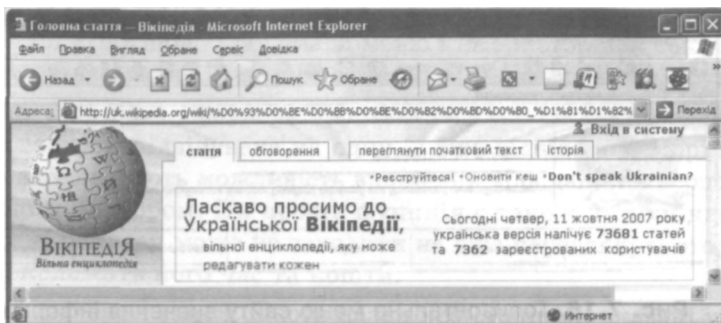 Головна стаття — Вікіпедія - Microsoft Internet Explorer
Файл Правка Вигляд Обране Сервіс Довідка
Назад Пошук Обране
Адреса: http://uk.wikipedia.org/wiki/%D0%93%D0%BE%D0%BB%D0%BE%D0%B2%D0%BD%D0%B0_%D1%81%D1%82% Перехід
Вхід в систему
стаття обговорення переглянути початковий текст історія
•Реєструйтеся! •Оновити кеш •Don't speak Ukrainian?
Ласкаво просимо до
Української Вікіпедії,
вільної енциклопедії, яку може
редагувати кожен
Сьогодні четвер, 11 жовтня 2007 року
українська версія налічує 73681 статей
та 7362 зареєстрованих користувачів
ВікіпедіЯ
Вільна енциклопедія
Интернет